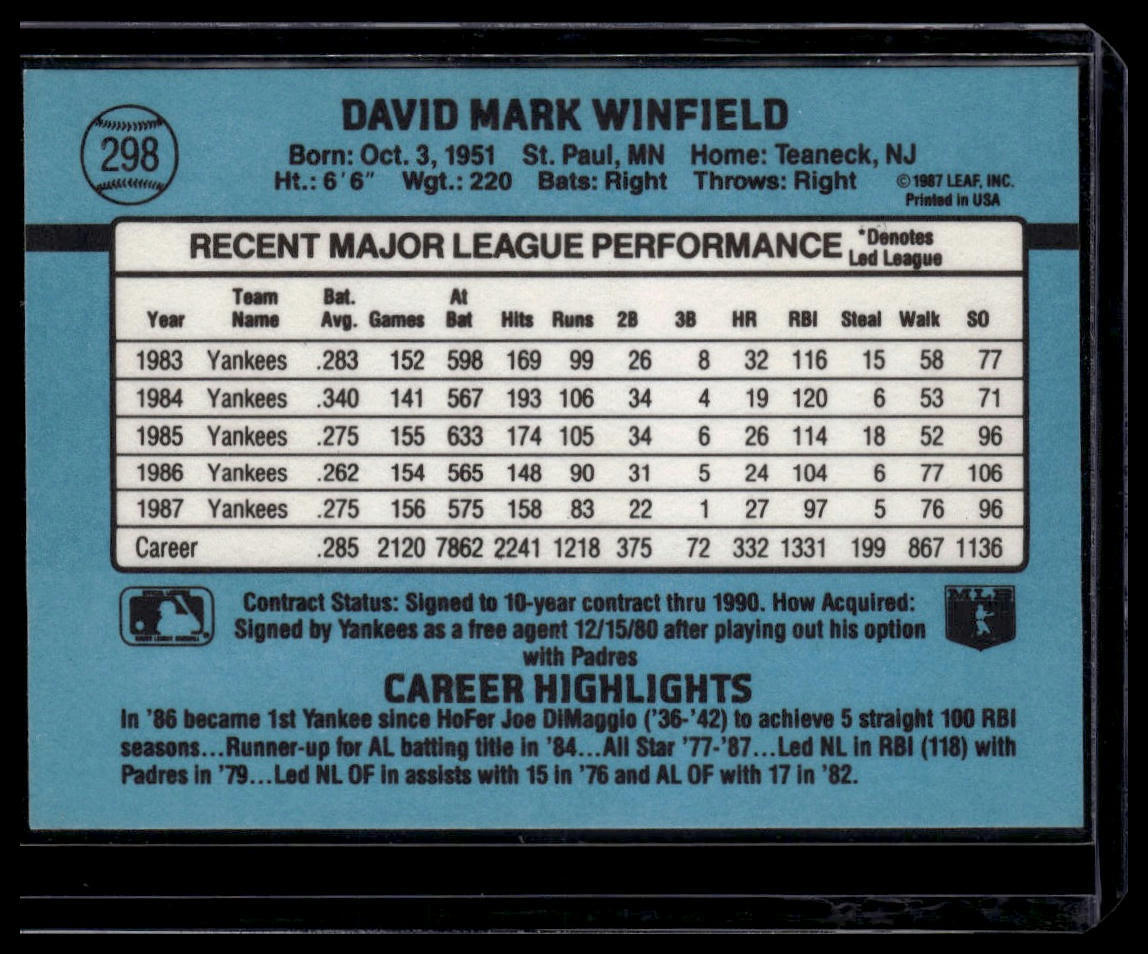 DAVID MARK WINFIELD
298
Born: Oct. 3, 1951 St. Paul, MN Home: Teaneck, NJ
Ht.: 6'6" Wgt.: 220 Bats: Right Throws: Right
©1987 LEAF, INC.
Printed in USA
RECENT MAJOR LEAGUE PERFORMANCE *Denotes Led League
Year Team Name Bat. Avg. Games At Bat Hits Runs 2B 3B HR RBI Steal Walk SO
1983 Yankees .283 152 598 169 99 26 8 32 116 15 58 77
1984 Yankees .340 141 567 193 106 34 4 19 120 6 53 71
1985 Yankees .275 155 633 174 105 34 6 26 114 18 52 96
1986 Yankees .262 154 565 148 90 31 5 24 104 6 77 106
1987 Yankees .275 156 575 158 83 22 1 27 97 5 76 96
Career .285 2120 7862 2241 1218 375 72 332 1331 199 867 1136
Contract Status: Signed to 10-year contract thru 1990. How Acquired:
Signed by Yankees as a free agent 12/15/80 after playing out his option
with Padres
MLB
CAREER HIGHLIGHTS
In '86 became 1st Yankee since HoFer Joe DiMaggio ('36-'42) to achieve 5 straight 100 RBI
seasons...Runner-up for AL batting title in '84...All Star '77-'87...Led NL in RBI (118) with
Padres in '79...Led NL OF in assists with 15 in '76 and AL OF with 17 in '82.